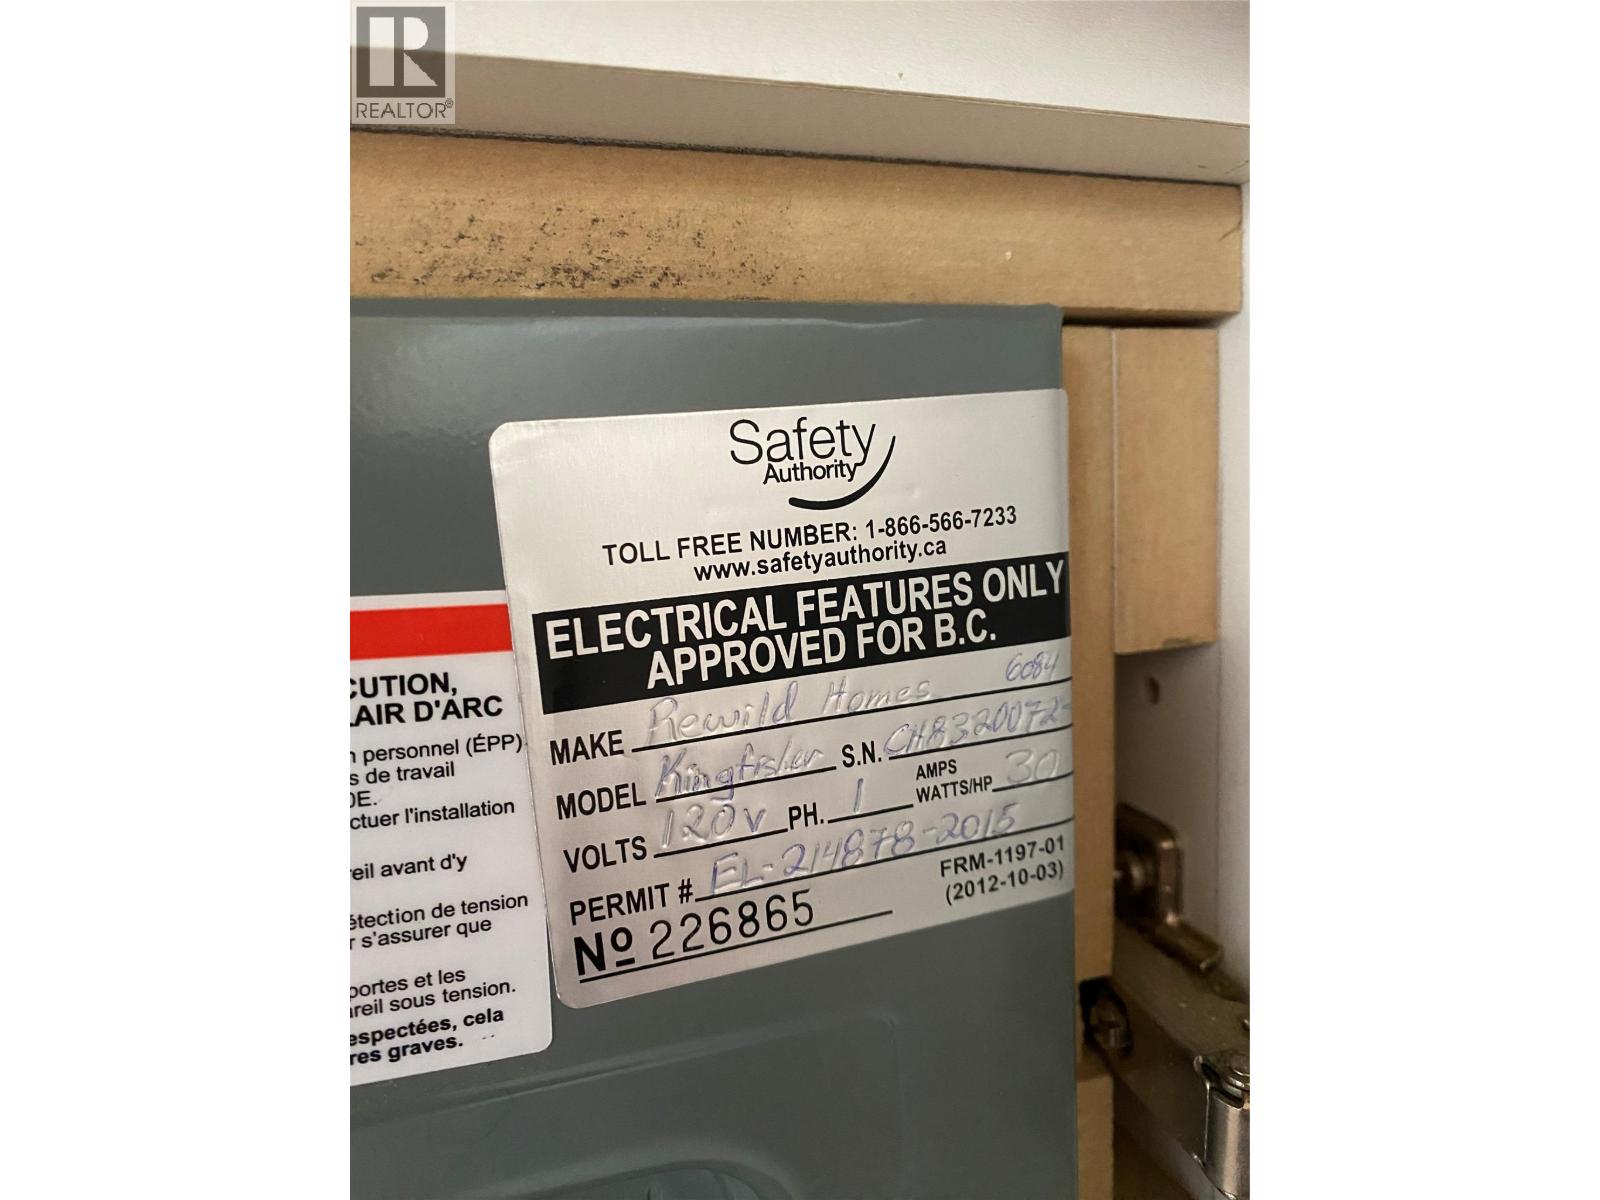 REALTOR®
Safety
Authority
TOLL FREE NUMBER: 1-866-566-7233
www.safetyauthority.ca
ELECTRICAL FEATURES ONLY
APPROVED FOR B.C.
6084
MAKE Rewild Homes
MODEL Kingfisher S.N. CH8320072-
VOLTS 120V PH. 1 AMPS WATTS/HP 30
PERMIT # EL-214878-2015
FRM-1197-01
(2012-10-03)
Nº 226865
CUTION,
LAIR D'ARC
n personnel (ÉPP)
s de travail
OE.
ctuer l'installation
eil avant d'y
étection de tension
r s'assurer que
portes et les
reil sous tension.
espectées, cela
res graves.